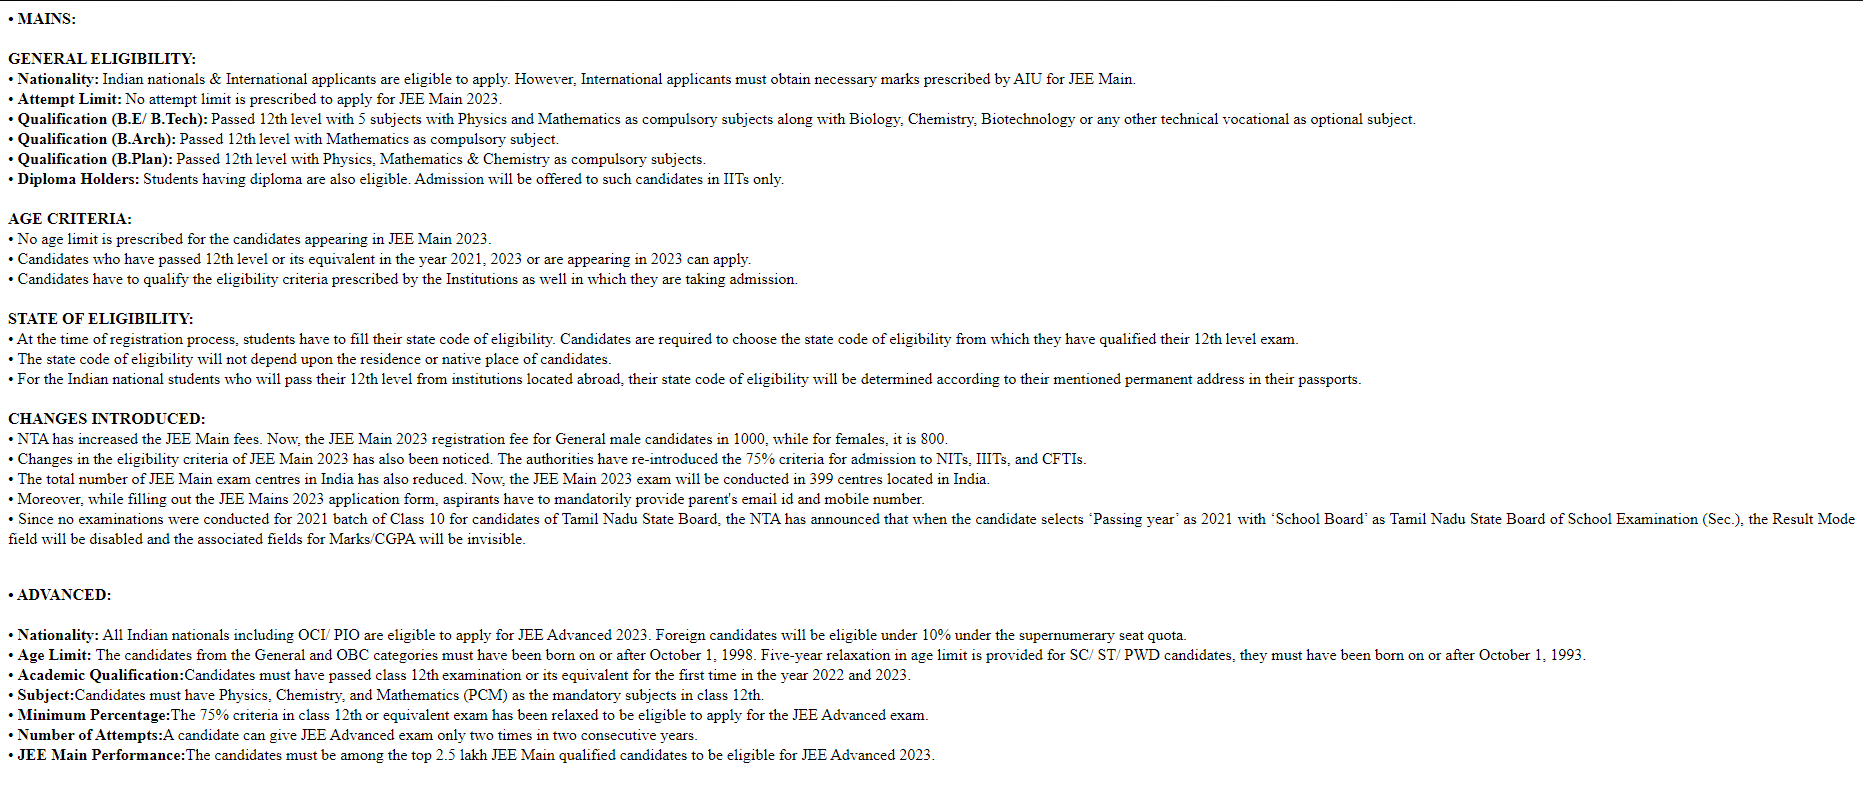 • MAINS:
GENERAL ELIGIBILITY:
• Nationality: Indian nationals & International applicants are eligible to apply. However, International applicants must obtain necessary marks prescribed by AIU for JEE Main.
• Attempt Limit: No attempt limit is prescribed to apply for JEE Main 2023.
• Qualification (B.E/ B.Tech): Passed 12th level with 5 subjects with Physics and Mathematics as compulsory subjects along with Biology, Chemistry, Biotechnology or any other technical vocational as optional subject.
• Qualification (B.Arch): Passed 12th level with Mathematics as compulsory subject.
• Qualification (B.Plan): Passed 12th level with Physics, Mathematics & Chemistry as compulsory subjects.
• Diploma Holders: Students having diploma are also eligible. Admission will be offered to such candidates in IITs only.
AGE CRITERIA:
• No age limit is prescribed for the candidates appearing in JEE Main 2023.
• Candidates who have passed 12th level or its equivalent in the year 2021, 2023 or are appearing in 2023 can apply.
• Candidates have to qualify the eligibility criteria prescribed by the Institutions as well in which they are taking admission.
STATE OF ELIGIBILITY:
• At the time of registration process, students have to fill their state code of eligibility. Candidates are required to choose the state code of eligibility from which they have qualified their 12th level exam.
• The state code of eligibility will not depend upon the residence or native place of candidates.
• For the Indian national students who will pass their 12th level from institutions located abroad, their state code of eligibility will be determined according to their mentioned permanent address in their passports.
CHANGES INTRODUCED:
• NTA has increased the JEE Main fees. Now, the JEE Main 2023 registration fee for General male candidates in 1000, while for females, it is 800.
• Changes in the eligibility criteria of JEE Main 2023 has also been noticed. The authorities have re-introduced the 75% criteria for admission to NITs, IIITs, and CFTIs.
• The total number of JEE Main exam centres in India has also reduced. Now, the JEE Main 2023 exam will be conducted in 399 centres located in India.
• Moreover, while filling out the JEE Mains 2023 application form, aspirants have to mandatorily provide parent's email id and mobile number.
• Since no examinations were conducted for 2021 batch of Class 10 for candidates of Tamil Nadu State Board, the NTA has announced that when the candidate selects ‘Passing year’ as 2021 with ‘School Board’ as Tamil Nadu State Board of School Examination (Sec.), the Result Mode
field will be disabled and the associated fields for Marks/CGPA will be invisible.
• ADVANCED:
• Nationality: All Indian nationals including OCI/ PIO are eligible to apply for JEE Advanced 2023. Foreign candidates will be eligible under 10% under the supernumerary seat quota.
• Age Limit: The candidates from the General and OBC categories must have been born on or after October 1, 1998. Five-year relaxation in age limit is provided for SC/ ST/ PWD candidates, they must have been born on or after October 1, 1993.
• Academic Qualification:Candidates must have passed class 12th examination or its equivalent for the first time in the year 2022 and 2023.
• Subject:Candidates must have Physics, Chemistry, and Mathematics (PCM) as the mandatory subjects in class 12th.
• Minimum Percentage:The 75% criteria in class 12th or equivalent exam has been relaxed to be eligible to apply for the JEE Advanced exam.
• Number of Attempts:A candidate can give JEE Advanced exam only two times in two consecutive years.
• JEE Main Performance:The candidates must be among the top 2.5 lakh JEE Main qualified candidates to be eligible for JEE Advanced 2023.